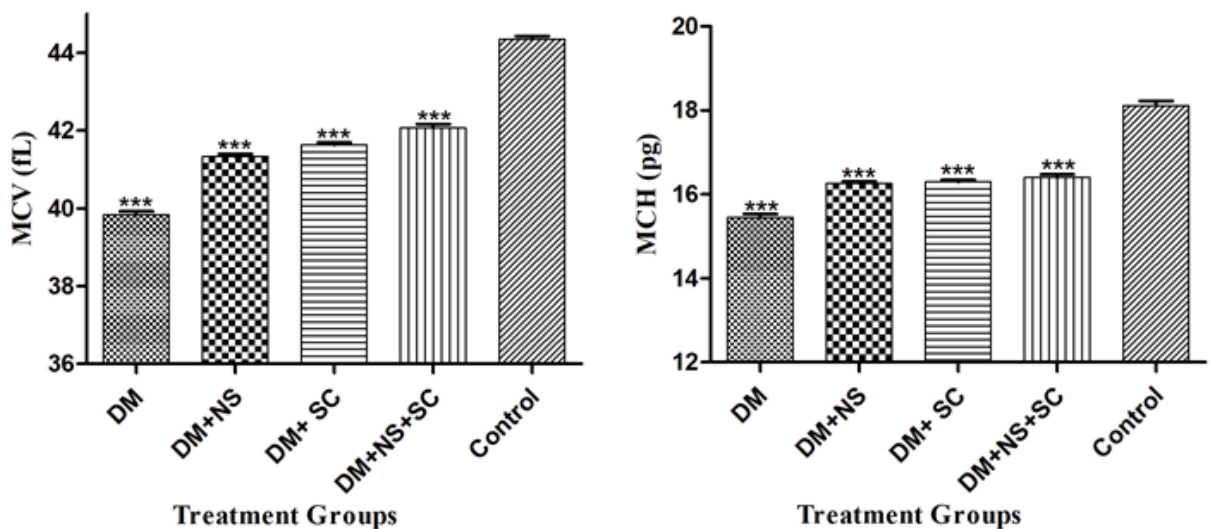 MCV (fL)
44
42
40
38
36
***
***
***
***
DM
DM+NS
DM+ SC
DM+NS+SC
Control
Treatment Groups
MCH (pg)
20
18
16
14
12
***
***
***
***
DM
DM+NS
DM+ SC
DM+NS+SC
Control
Treatment Groups